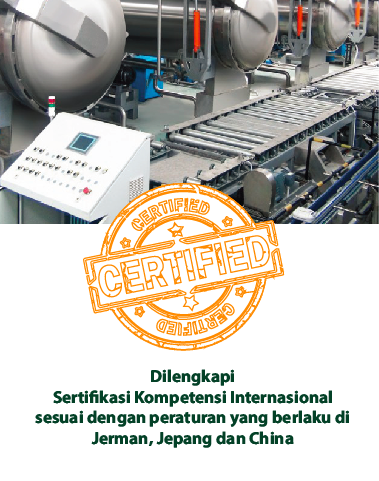 CERTIFIED
CERTIFIED
CERTIFIED
Dilengkapi
Sertifikasi Kompetensi Internasional
sesuai dengan peraturan yang berlaku di
Jerman, Jepang dan China